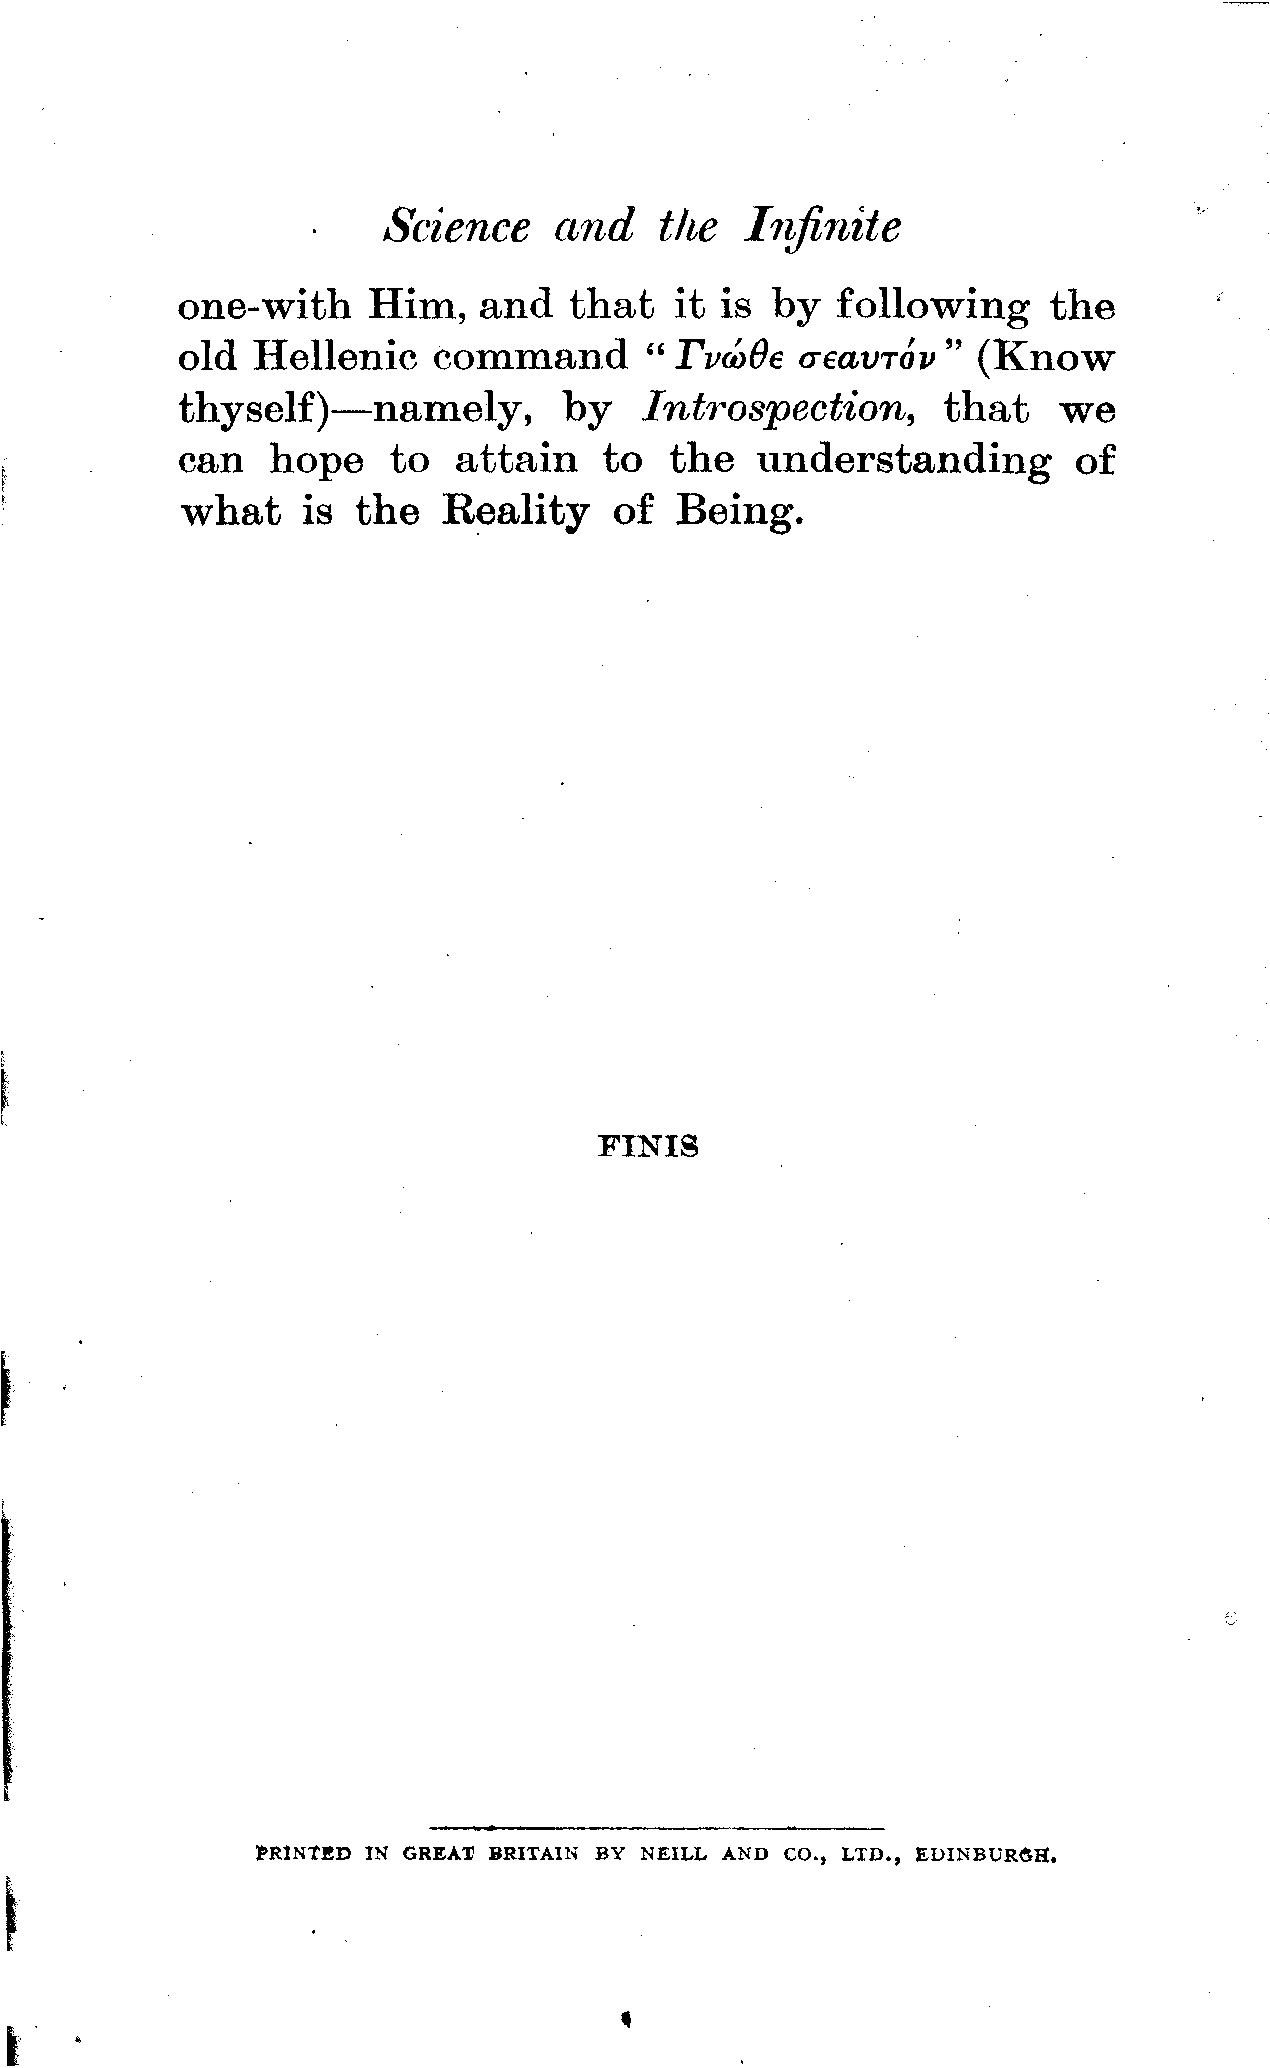 Science and the Infinite
one-with Him, and that it is by following the
old Hellenic command “Γνώθε σεαυτόν” (Know
thyself)—namely, by Introspection, that we
can hope to attain to the understanding of
what is the Reality of Being.
FINIS
PRINTED IN GREAT BRITAIN BY NEILL AND CO., LTD., EDINBURGH.